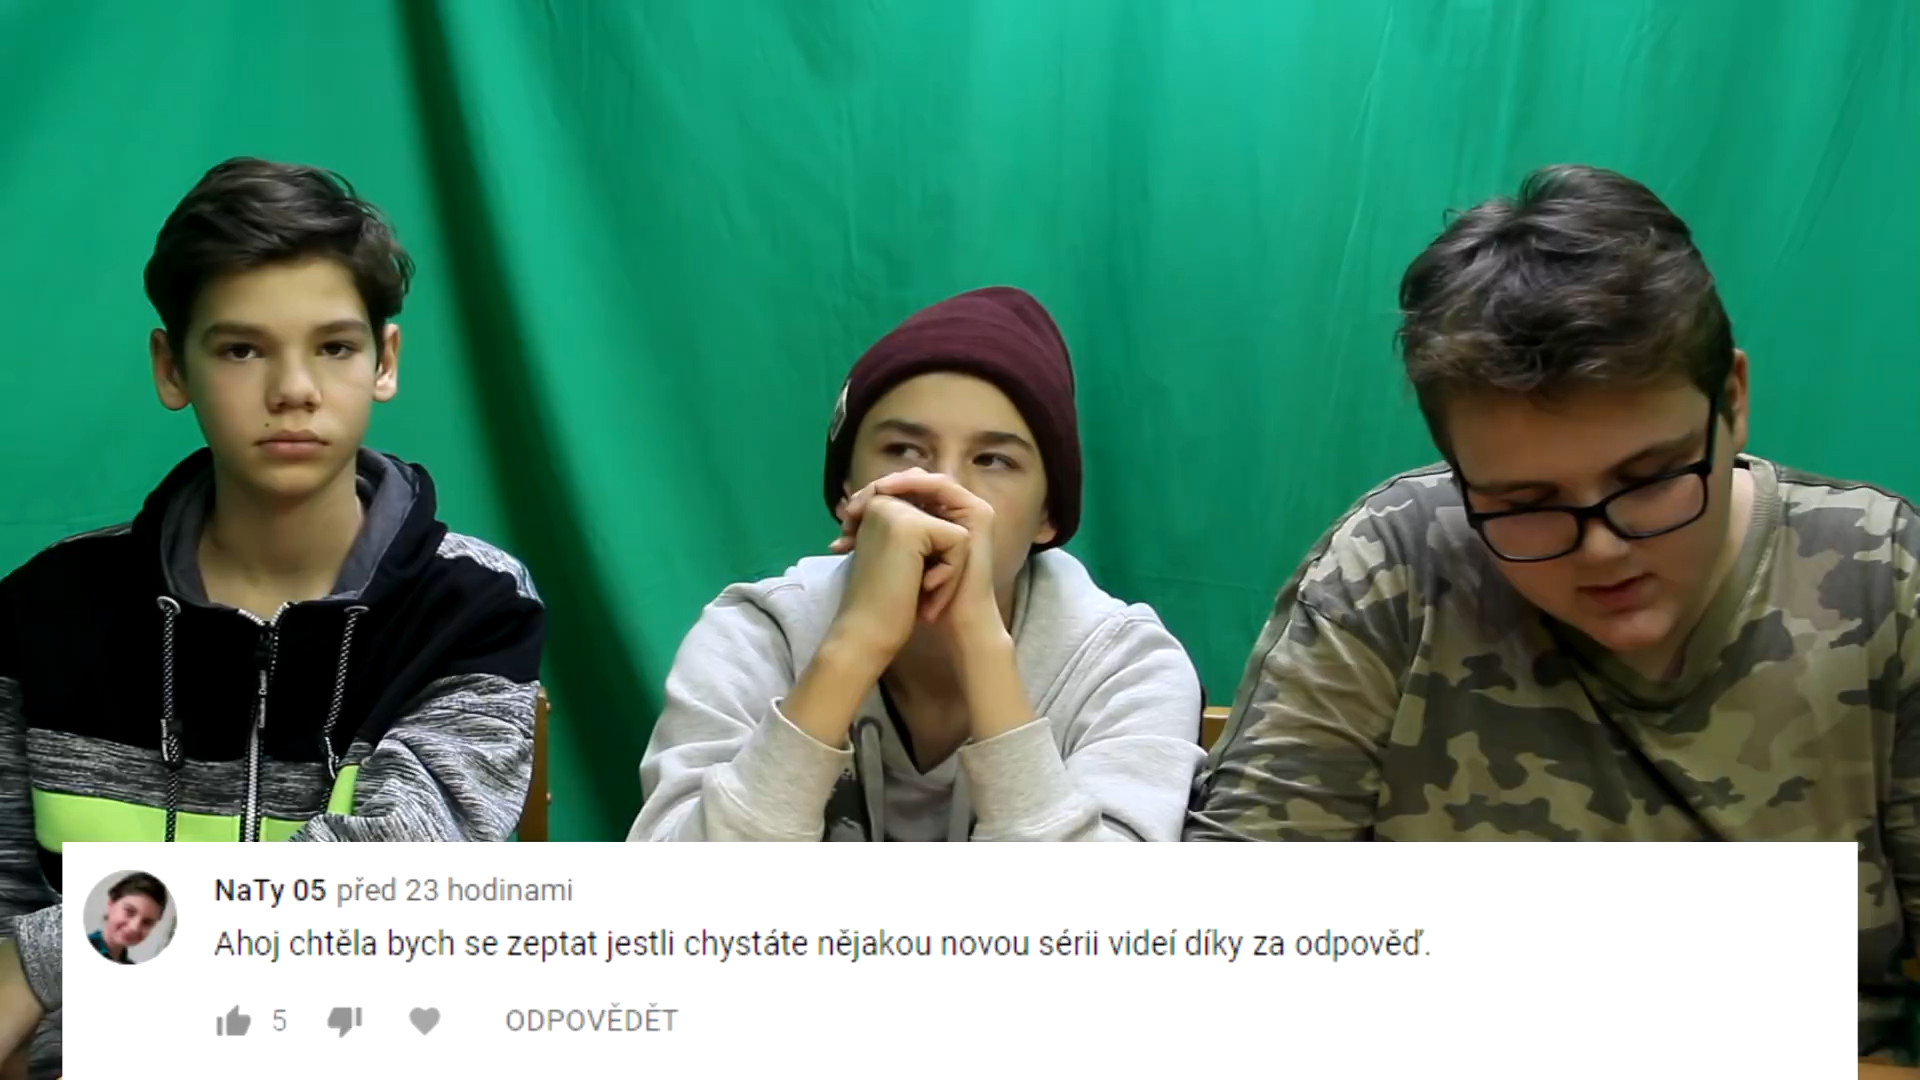 NaTy 05 před 23 hodinami
Ahoj chtěla bych se zeptat jestli chystáte nějakou novou sérii videí díky za odpověď.
5 ODPOVĚDĚT